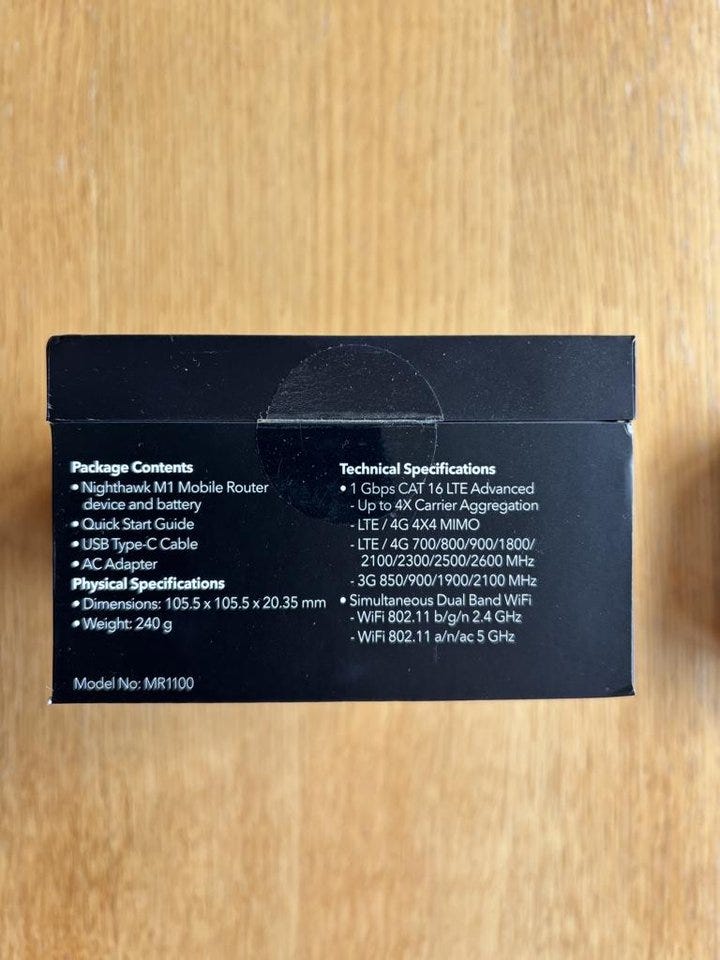 Package Contents
• Nighthawk M1 Mobile Router
device and battery
• Quick Start Guide
• USB Type-C Cable
• AC Adapter
Physical Specifications
• Dimensions: 105.5 x 105.5 x 20.35 mm
• Weight: 240 g
Model No: MR1100
Technical Specifications
• 1 Gbps CAT 16 LTE Advanced
- Up to 4X Carrier Aggregation
- LTE / 4G 4X4 MIMO
- LTE / 4G 700/800/900/1800/
2100/2300/2500/2600 MHz
- 3G 850/900/1900/2100 MHz
• Simultaneous Dual Band WiFi
- WiFi 802.11 b/g/n 2.4 GHz
- WiFi 802.11 a/n/ac 5 GHz